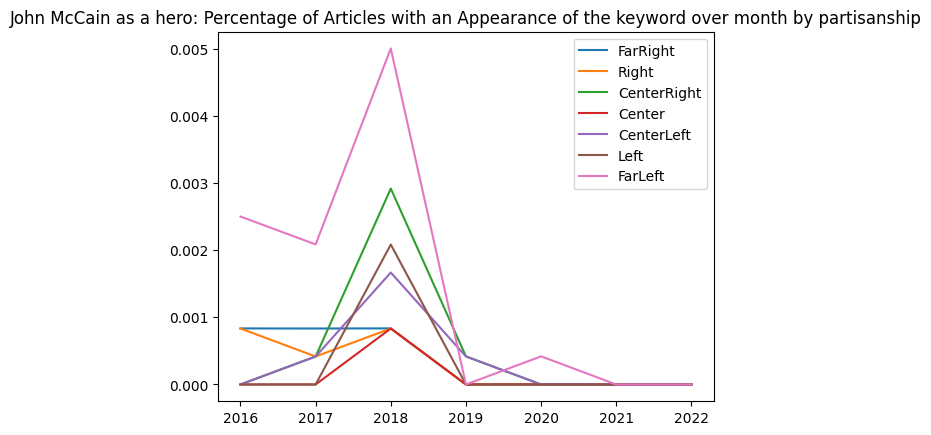 John McCain as a hero: Percentage of Articles with an Appearance of the keyword over month by partisanship
0.005
0.004
0.003
0.002
0.001
0.000
2016 2017 2018 2019 2020 2021 2022
FarRight
Right
CenterRight
Center
CenterLeft
Left
FarLeft